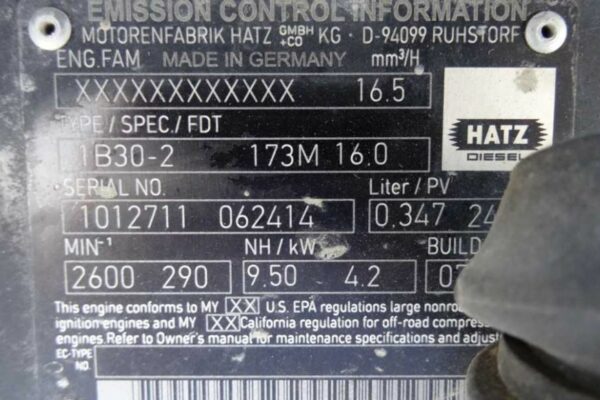 EMISSION CONTROL INFORMATION
MOTORENFABRIK HATZ GMBH +CO KG · D-94099 RUHSTORF
ENG.FAM MADE IN GERMANY mm³/H
XXXXXXXXXXXX 16.5
TYPE / SPEC./ FDT
HATZ
DIESEL
1B30-2 173M 16.0
SERIAL NO. Liter / PV
1012711 062414 0.347 24
MIN⁻¹ NH / kW BUILD
2600 290 9.50 4.2
This engine conforms to MY XX U.S. EPA regulations large
ignition engines and MY XX California regulation for off-road
engines. Refer to Owner's manual for maintenance specifications and
EC-TYPE
NO.